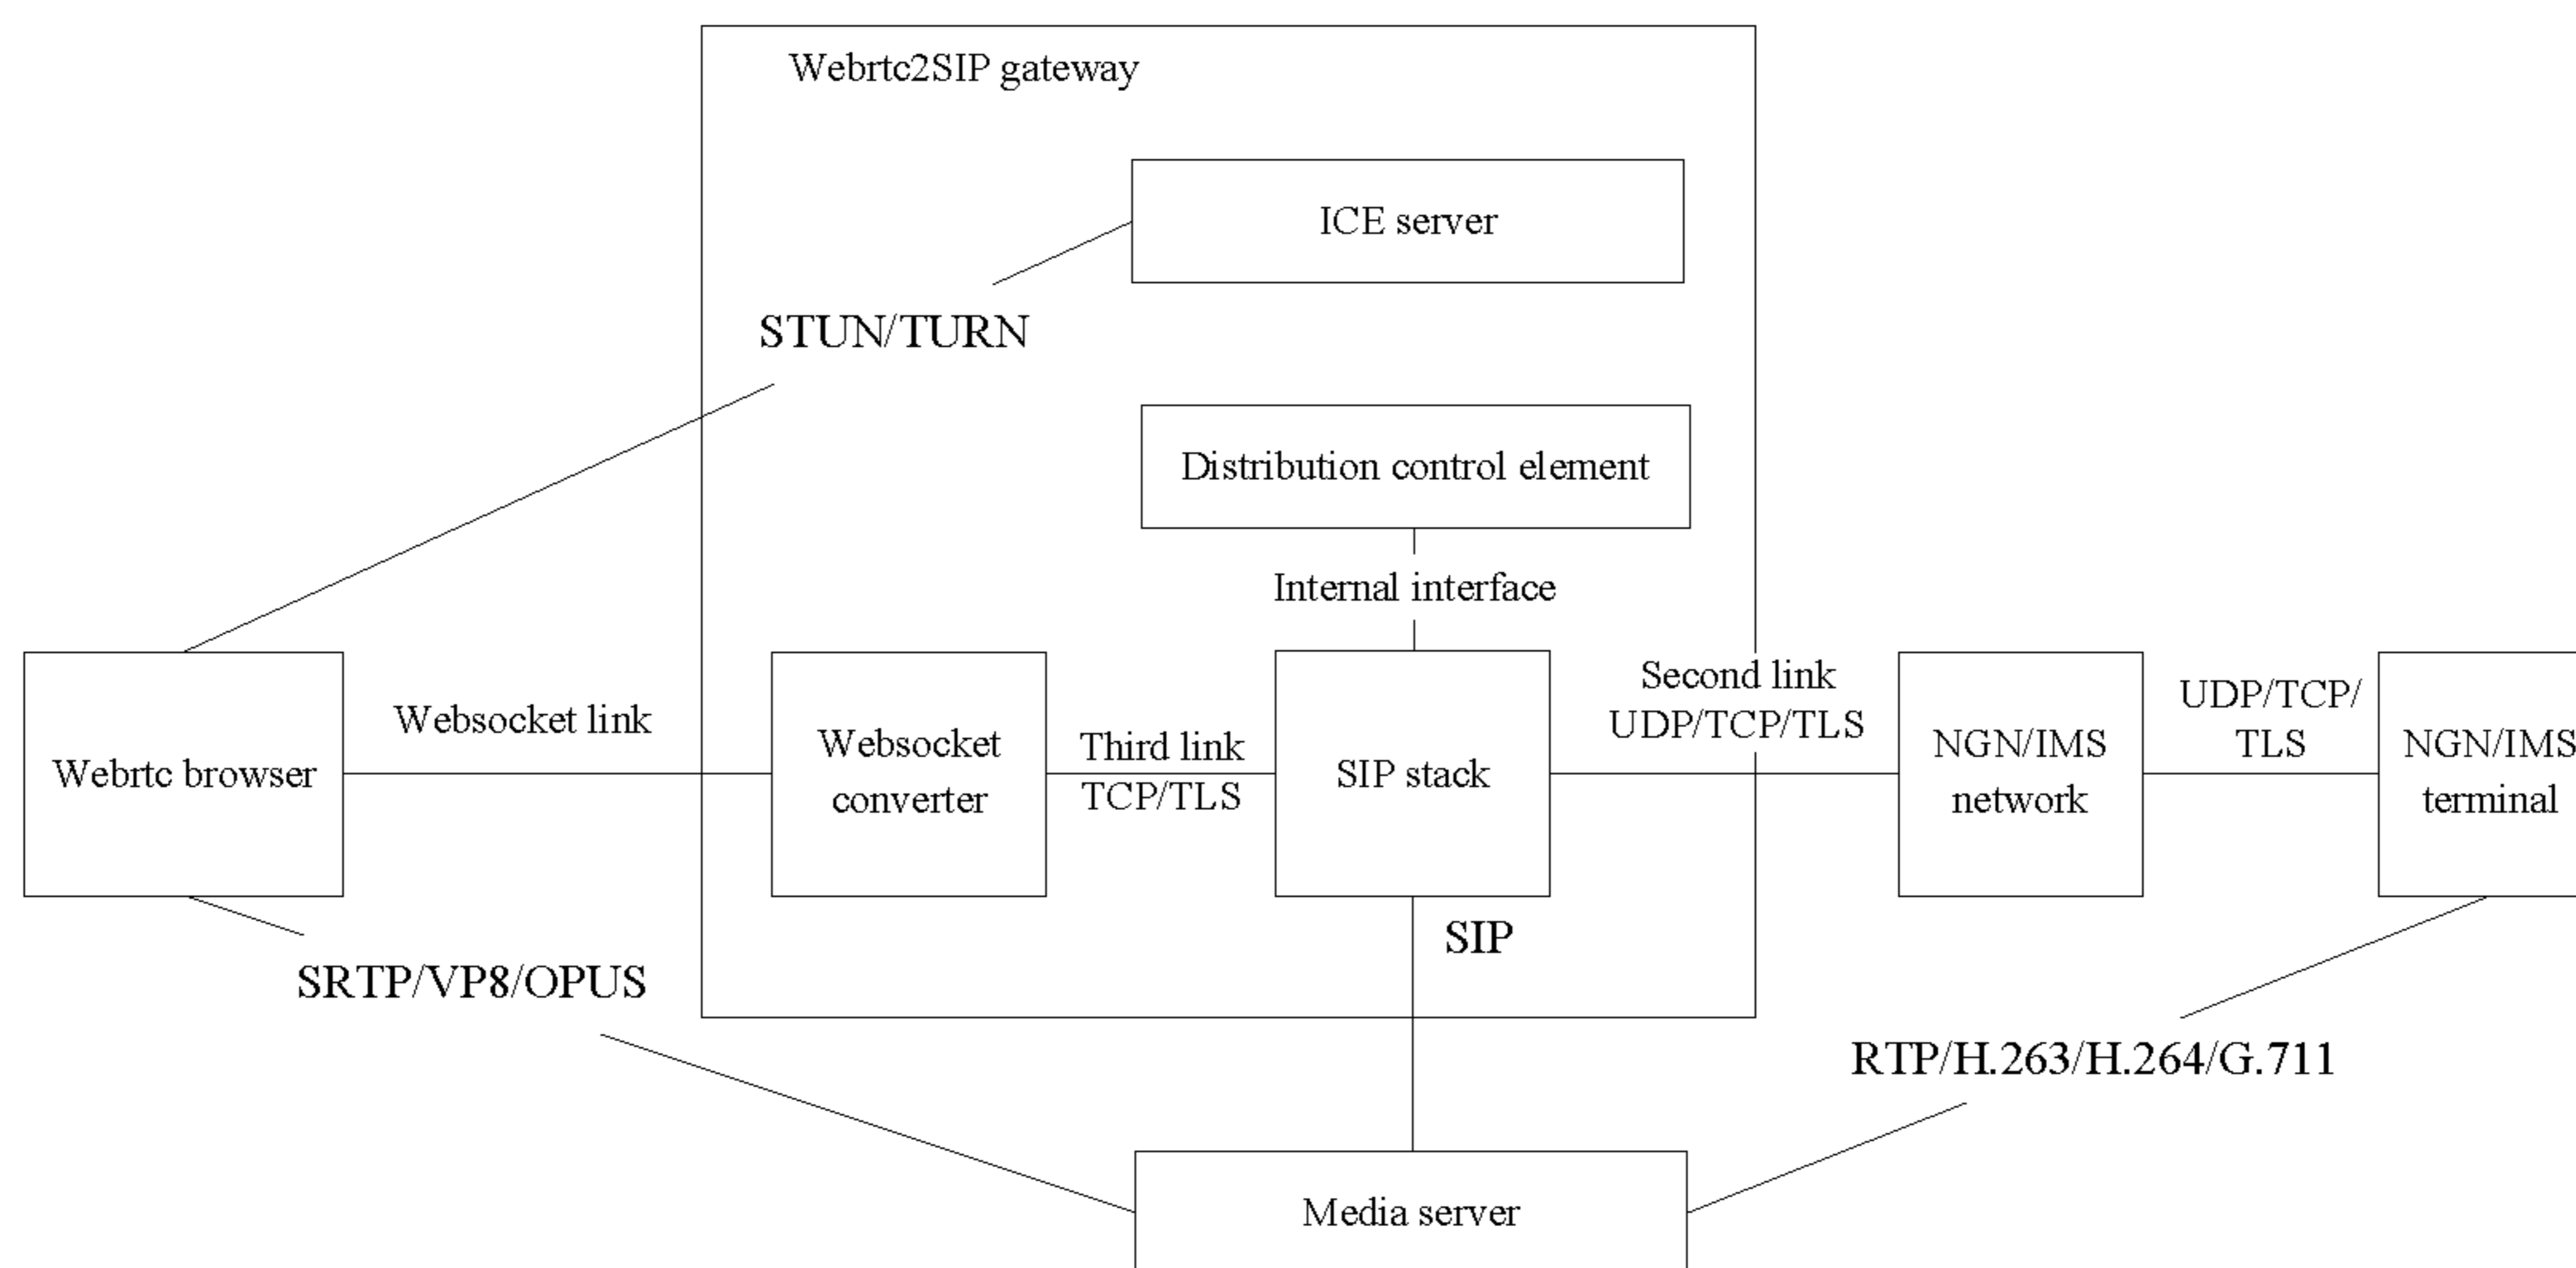 Webrtc2SIP gateway
ICE server
STUN/TURN
Distribution control element
Internal interface
Webrtc browser
Websocket link
Websocket
converter
Third link
TCP/TLS
SIP stack
Second link
UDP/TCP/TLS
NGN/IMS
network
UDP/TCP/
TLS
NGN/IMS
terminal
SIP
SRTP/VP8/OPUS
RTP/H.263/H.264/G.711
Media server